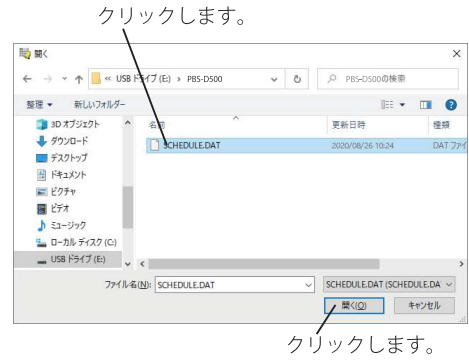 クリックします。
開く
« USB ドライブ (E:) › PBS-D500
PBS-D500の検索
整理 新しいフォルダー
名前 更新日時 種類
3D オブジェクト
SCHEDULE.DAT 2020/08/26 10:24 DAT ファイ
ダウンロード
デスクトップ
ドキュメント
ピクチャ
ビデオ
ミュージック
ローカル ディスク (C:)
USB ドライブ (E:)
ファイル名(N): SCHEDULE.DAT SCHEDULE.DAT (SCHEDULE.DA
開く(O) キャンセル
クリックします。